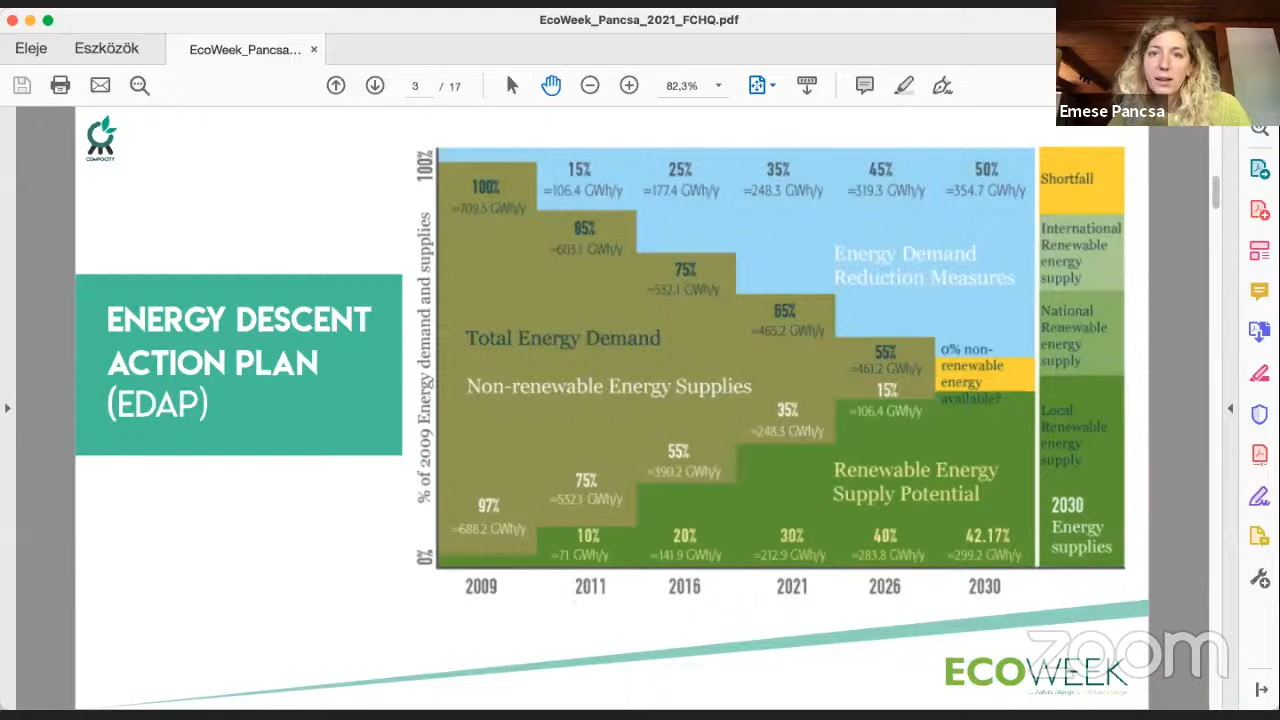 EcoWeek_Pancsa_2021_FCHQ.pdf
Eleje
Eszközök
EcoWeek_Pancsa... ×
3 / 17
82,3%
Emese Pancsa
COMPOCITY
ENERGY DESCENT
ACTION PLAN
(EDAP)
% of 2009 Energy demand and supplies
100%
0%
100%
=709.5 GWh/y
15%
=106.4 GWh/y
25%
=177.4 GWh/y
35%
=248.3 GWh/y
45%
=319.3 GWh/y
50%
=354.7 GWh/y
85%
=603.1 GWh/y
75%
=532.1 GWh/y
65%
=465.2 GWh/y
55%
=461.2 GWh/y
Energy Demand
Reduction Measures
Total Energy Demand
Non-renewable Energy Supplies
0% non-
renewable
energy
available?
97%
=688.2 GWh/y
75%
=532.1 GWh/y
55%
=390.2 GWh/y
35%
=248.3 GWh/y
15%
=106.4 GWh/y
Renewable Energy
Supply Potential
10%
=71 GWh/y
20%
=141.9 GWh/y
30%
=212.9 GWh/y
40%
=283.8 GWh/y
42.17%
=299.2 GWh/y
2009
2011
2016
2021
2026
2030
Shortfall
International
Renewable
energy
supply
National
Renewable
energy
supply
Local
Renewable
energy
supply
2030
Energy
supplies
zoom
ECOWEEK